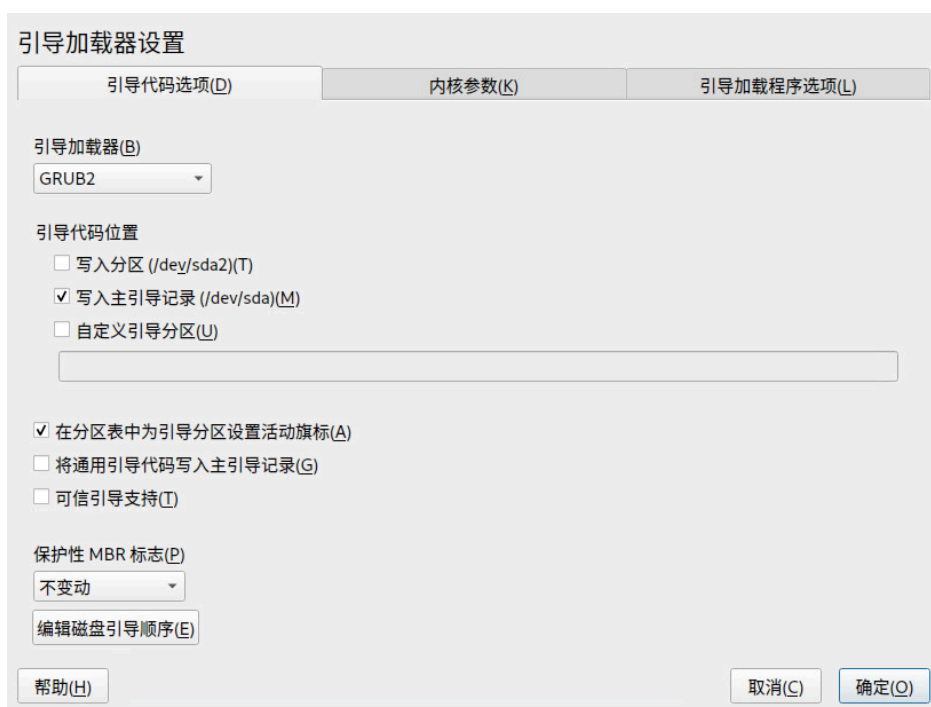 引导加载器设置
引导代码选项(D) 内核参数(K) 引导加载程序选项(L)
引导加载器(B)
GRUB2
引导代码位置
写入分区 (/dev/sda2)(T)
写入主引导记录 (/dev/sda)(M)
自定义引导分区(U)
在分区表中为引导分区设置活动旗标(A)
将通用引导代码写入主引导记录(G)
可信引导支持(T)
保护性 MBR 标志(P)
不变动
编辑磁盘引导顺序(E)
帮助(H) 取消(C) 确定(O)